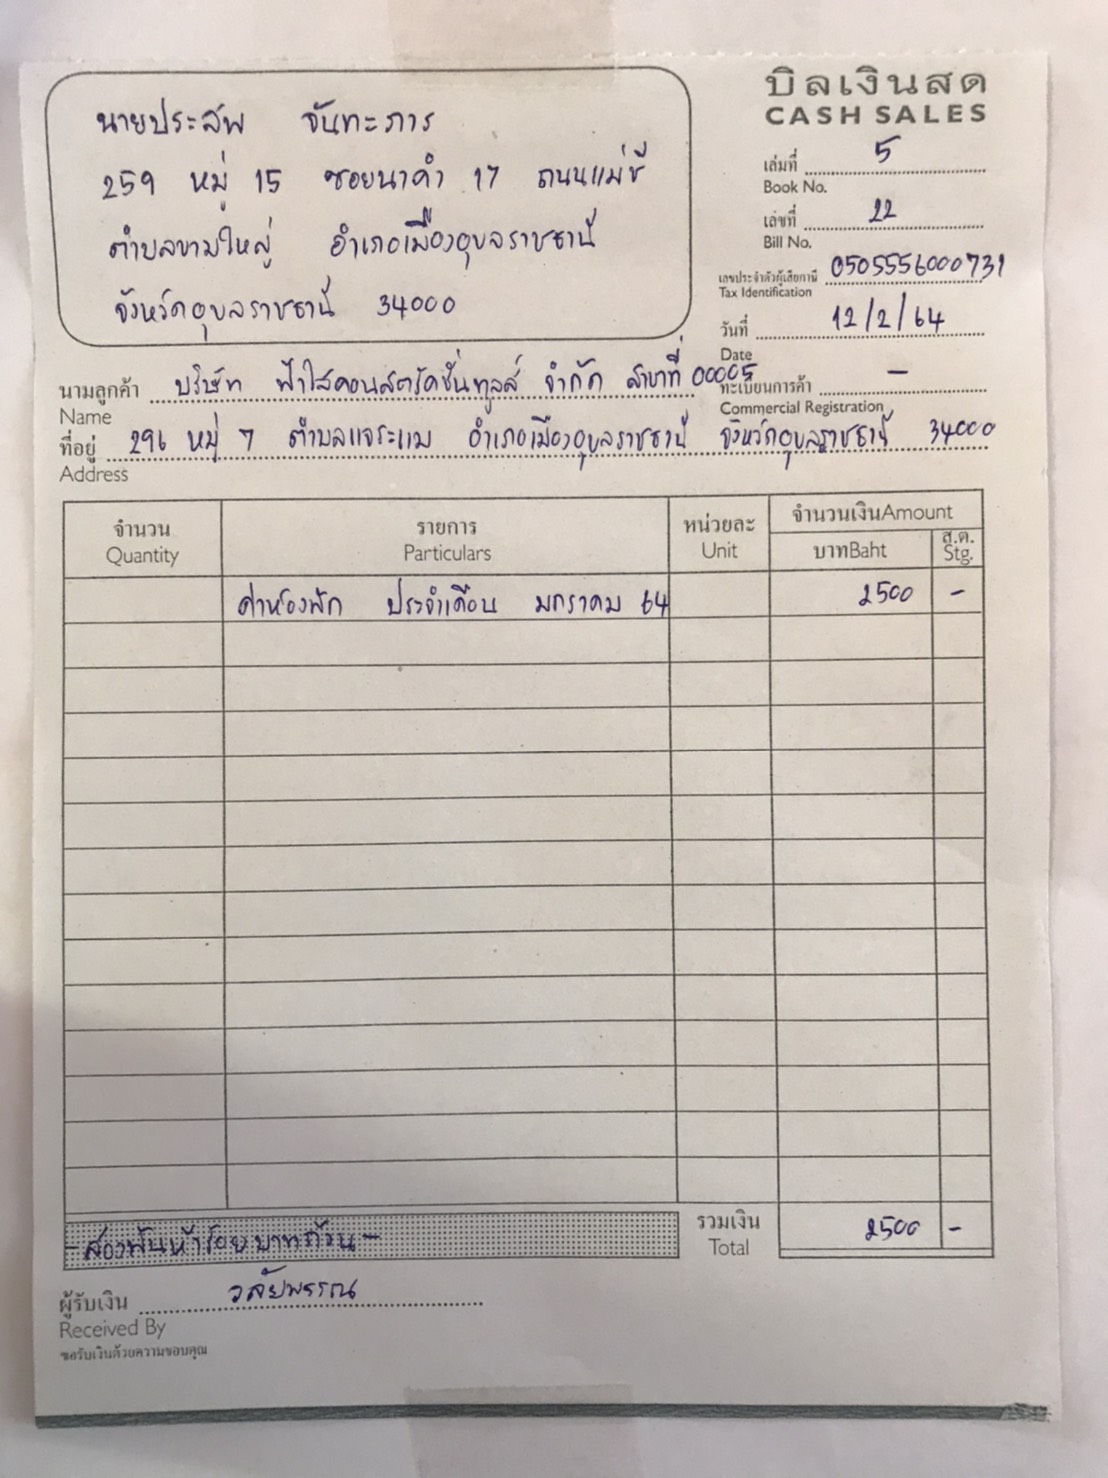 บิลเงินสด
CASH SALES
นายประสพ จันทะภาร
259 หมู่ 15 ซอยนาคำ 17 ถนนแม่ชี
ตำบลขามใหญ่ อำเภอเมืองอุบลราชธานี
จังหวัดอุบลราชธานี 34000
เล่มที่ 5
Book No.
เลขที่ 22
Bill No.
เลขประจำตัวผู้เสียภาษี 0505556000731
Tax Identification
วันที่ 12/2/64
Date
นามลูกค้า บริษัท ฟ้าใสคอนสตรัคชั่นทูลส์ จำกัด สาขาที่ 00005
Name
ทะเบียนการค้า –
Commercial Registration
ที่อยู่ 296 หมู่ 7 ตำบลแจระแม อำเภอเมืองอุบลราชธานี จังหวัดอุบลราชธานี 34000
Address
จำนวน รายการ หน่วยละ จำนวนเงินAmount
Quantity Particulars Unit บาทBaht ส.ต. Stg.
ค่าห้องพัก ประจำเดือน มกราคม 64 2500 –
-สองพันห้าร้อยบาทถ้วน- รวมเงิน 2500 –
Total
ผู้รับเงิน วลัยพรรณ
Received By
ขอรับเงินด้วยความขอบคุณ